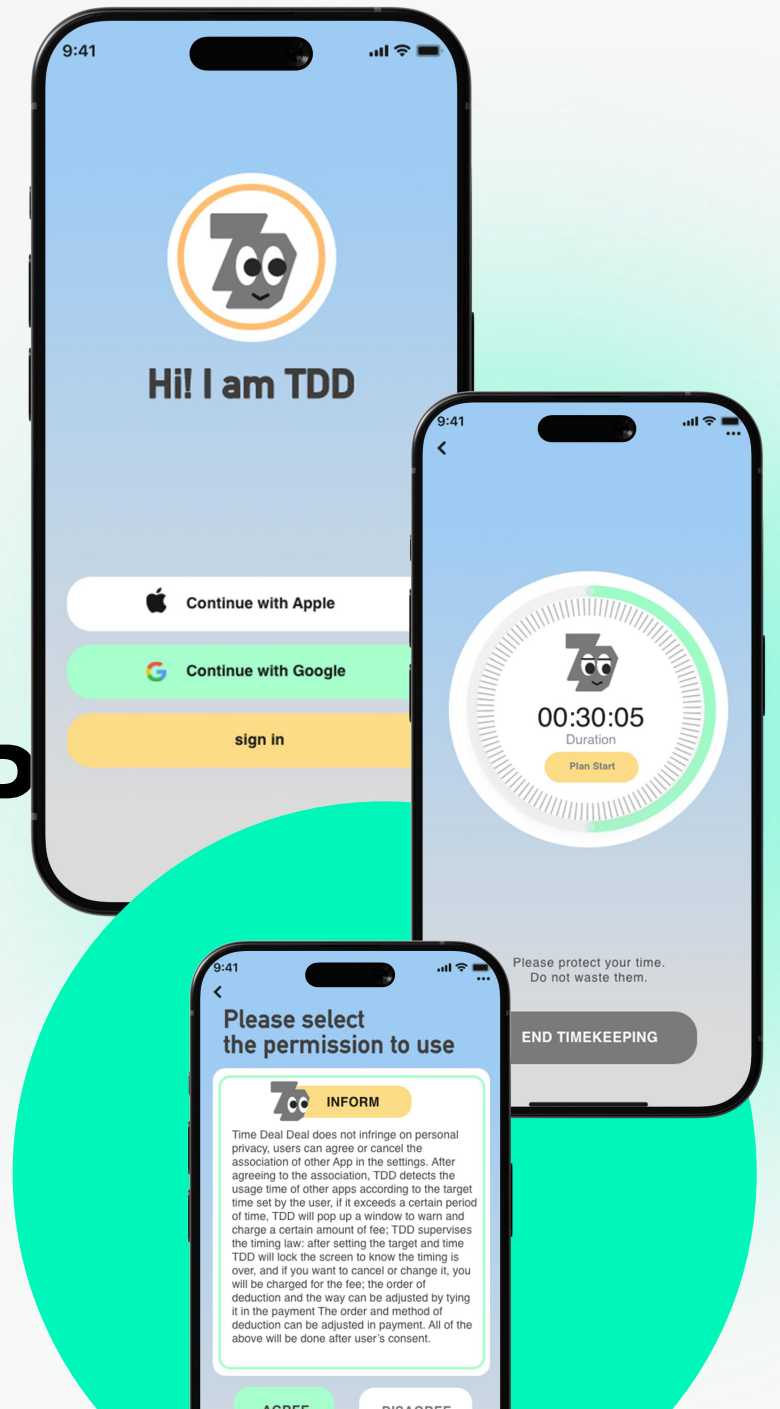 9:41
Hi! I am TDD
Continue with Apple
Continue with Google
sign in
9:41
00:30:05
Duration
Plan Start
Please protect your time.
Do not waste them.
END TIMEKEEPING
9:41
Please select
the permission to use
INFORM
Time Deal Deal does not infringe on personal
privacy, users can agree or cancel the
association of other App in the settings. After
agreeing to the association, TDD detects the
usage time of other apps according to the target
time set by the user, if it exceeds a certain period
of time, TDD will pop up a window to warn and
charge a certain amount of fee; TDD supervises
the timing law: after setting the target and time
TDD will lock the screen to know the timing is
over, and if you want to cancel or change it, you
will be charged for the fee; the order of
deduction and the way can be adjusted by tying
it in the payment The order and method of
deduction can be adjusted in payment. All of the
above will be done after user's consent.
AGREE
DISAGREE